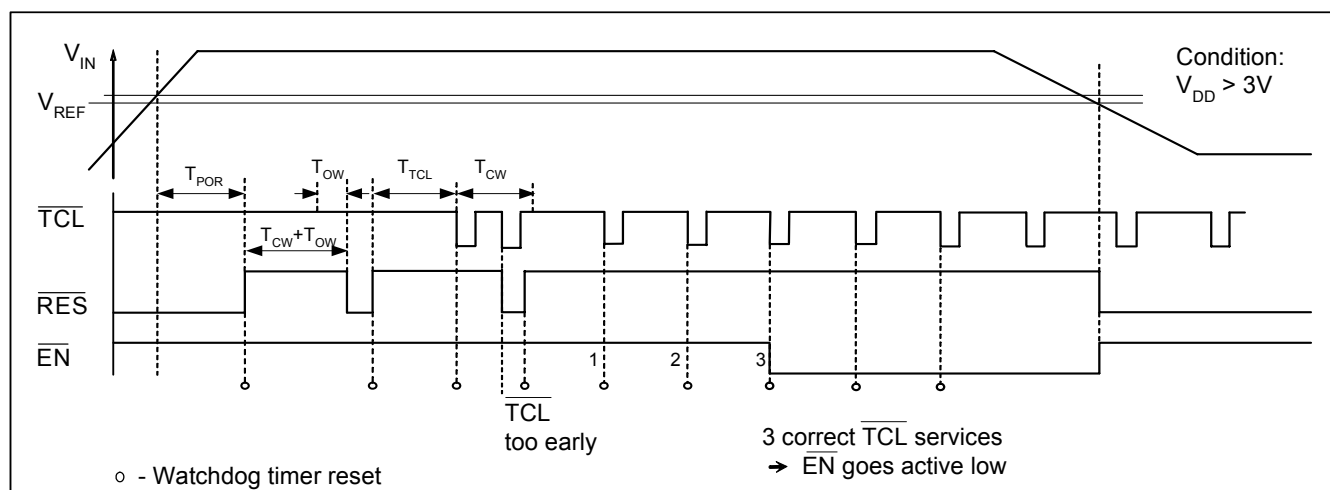 V_IN
Condition:
V_DD > 3V
V_REF
T_POR
T_OW
T_TCL
T_CW
TCL
T_CW+T_OW
RES
EN
1
2
3
TCL
too early
3 correct TCL services
→ EN goes active low
o - Watchdog timer reset